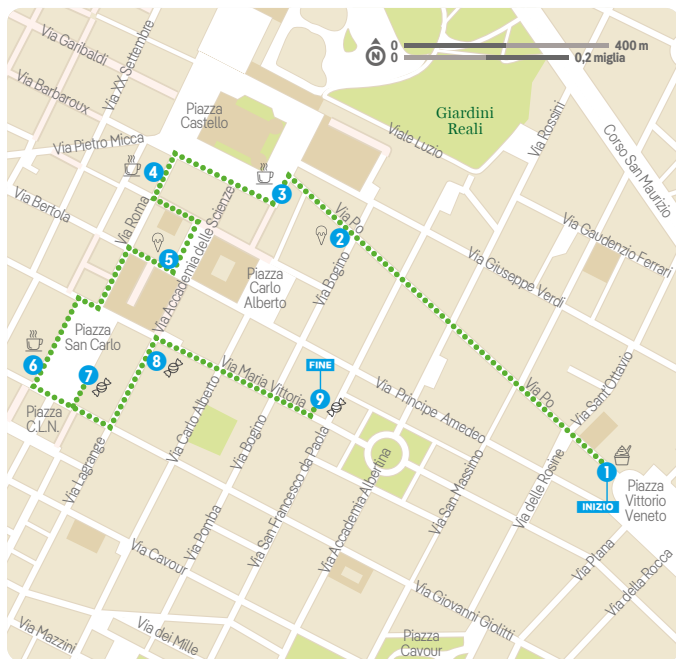 0 400 m
N
0 0,2 miglia
Via Garibaldi
Via XX Settembre
Via Barbaroux
Piazza
Castello
Giardini
Reali
Viale Luzio
Via Rossini
Corso San Maurizio
Via Pietro Micca
4
3
Via Bertola
Via Roma
Via Accademia delle Scienze
Via Po
2
Via Gaudenzio Ferrari
5
Piazza
Carlo
Alberto
Via Bogino
Via Giuseppe Verdi
Piazza
San Carlo
6
7
8
Via Maria Vittoria
FINE
9
Via Principe Amedeo
Via Po
Via Sant'Ottavio
Piazza
C.L.N.
Via Lagrange
Via Carlo Alberto
Via Bogino
Via San Francesco da Paola
Via Accademia Albertina
Via San Massimo
Via delle Rosine
1
INIZIO
Piazza
Vittorio
Veneto
Via Cavour
Via Pomba
Via Plana
Via della Rocca
Via Giovanni Giolitti
Via Mazzini
Via dei Mille
Piazza
Cavour